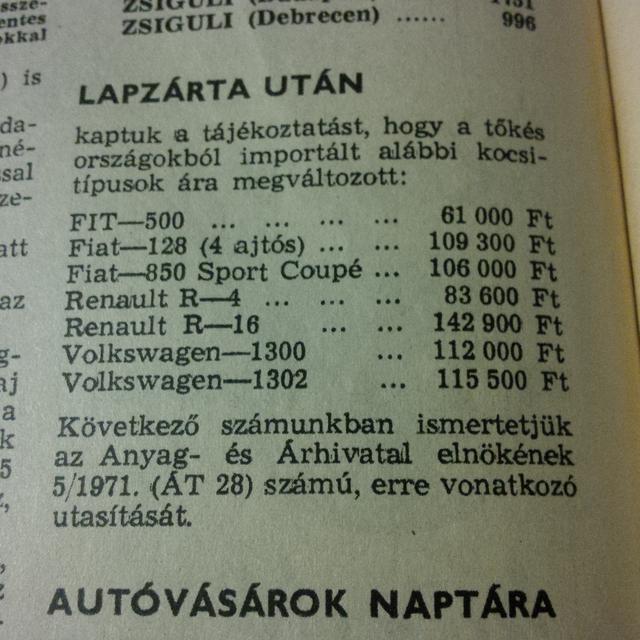 ZSIGULI (Debrecen) ...... 996
LAPZÁRTA UTÁN
kaptuk a tájékoztatást, hogy a tőkés
országokból importált alábbi kocsi-
típusok ára megváltozott:
FIT—500 ... ... ... ... 61 000 Ft
Fiat—128 (4 ajtós) ... ... 109 300 Ft
Fiat—850 Sport Coupé ... 106 000 Ft
Renault R—4 ... ... ... 83 600 Ft
Renault R—16 ... ... 142 900 Ft
Volkswagen—1300 ... 112 000 Ft
Volkswagen—1302 ... 115 500 Ft
Következő számunkban ismertetjük
az Anyag- és Árhivatal elnökének
5/1971. (ÁT 28) számú, erre vonatkozó
utasítását.
AUTÓVÁSÁROK NAPTÁRA